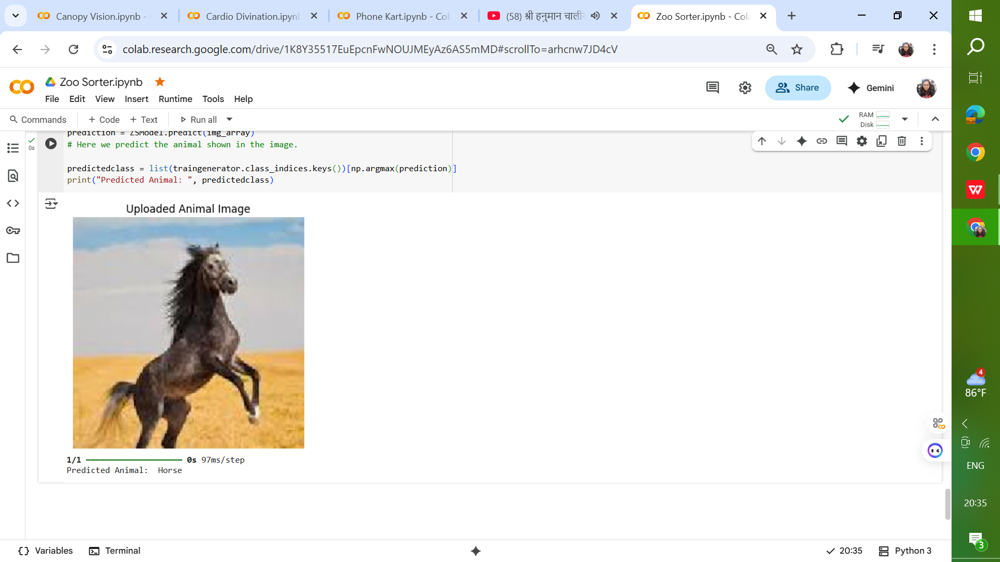 Canopy Vision.ipynb -
Cardio Divination.ipynb
Phone Kart.ipynb - Col
(58) श्री हनुमान चालीस
Zoo Sorter.ipynb - Cola
colab.research.google.com/drive/1K8Y35517EuEpcnFwNOUJMEyAz6AS5mMD#scrollTo=arhcnw7JD4cV
Zoo Sorter.ipynb
File Edit View Insert Runtime Tools Help
Share
Gemini
Commands + Code + Text Run all
RAM
Disk
0s
prediction = ZSModel.predict(img_array)
# Here we predict the animal shown in the image.
predictedclass = list(traingenerator.class_indices.keys())[np.argmax(prediction)]
print("Predicted Animal: ", predictedclass)
Uploaded Animal Image
1/1 0s 97ms/step
Predicted Animal:  Horse
Variables Terminal
20:35 Python 3
4
86°F
ENG
20:35
3